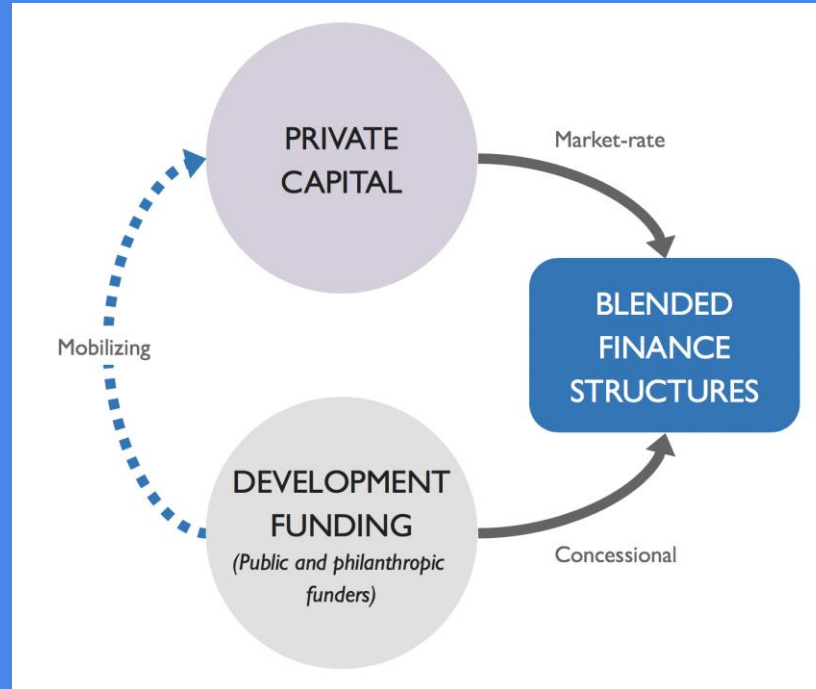 PRIVATE
CAPITAL
Market-rate
BLENDED
FINANCE
STRUCTURES
Mobilizing
DEVELOPMENT
FUNDING
(Public and philanthropic
funders)
Concessional